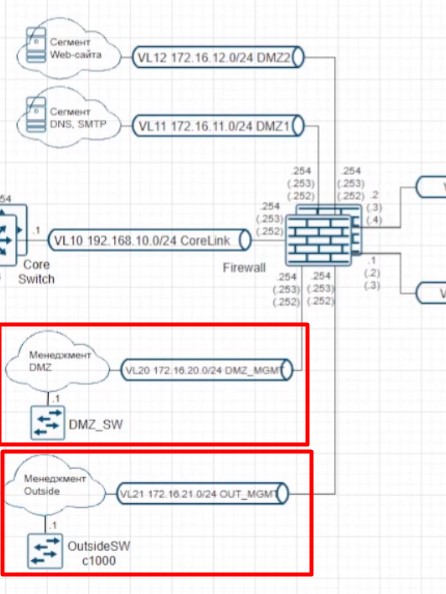 Сегмент
Web-сайта
VL12 172.16.12.0/24 DMZ2
Сегмент
DNS, SMTP
VL11 172.16.11.0/24 DMZ1
.254
(.253)
(.252)
.254
(.253)
(.252)
.2
(.3)
(.4)
54
.1
VL10 192.168.10.0/24 CoreLink
.254
(.253)
(.252)
Core
Switch
Firewall
.1
(.2)
(.3)
.254
(.253)
(.252)
.254
(.253)
(.252)
Менеджмент
DMZ
VL20 172.16.20.0/24 DMZ_MGMT
.1
DMZ_SW
Менеджмент
Outside
VL21 172.16.21.0/24 OUT_MGMT
.1
OutsideSW
c1000